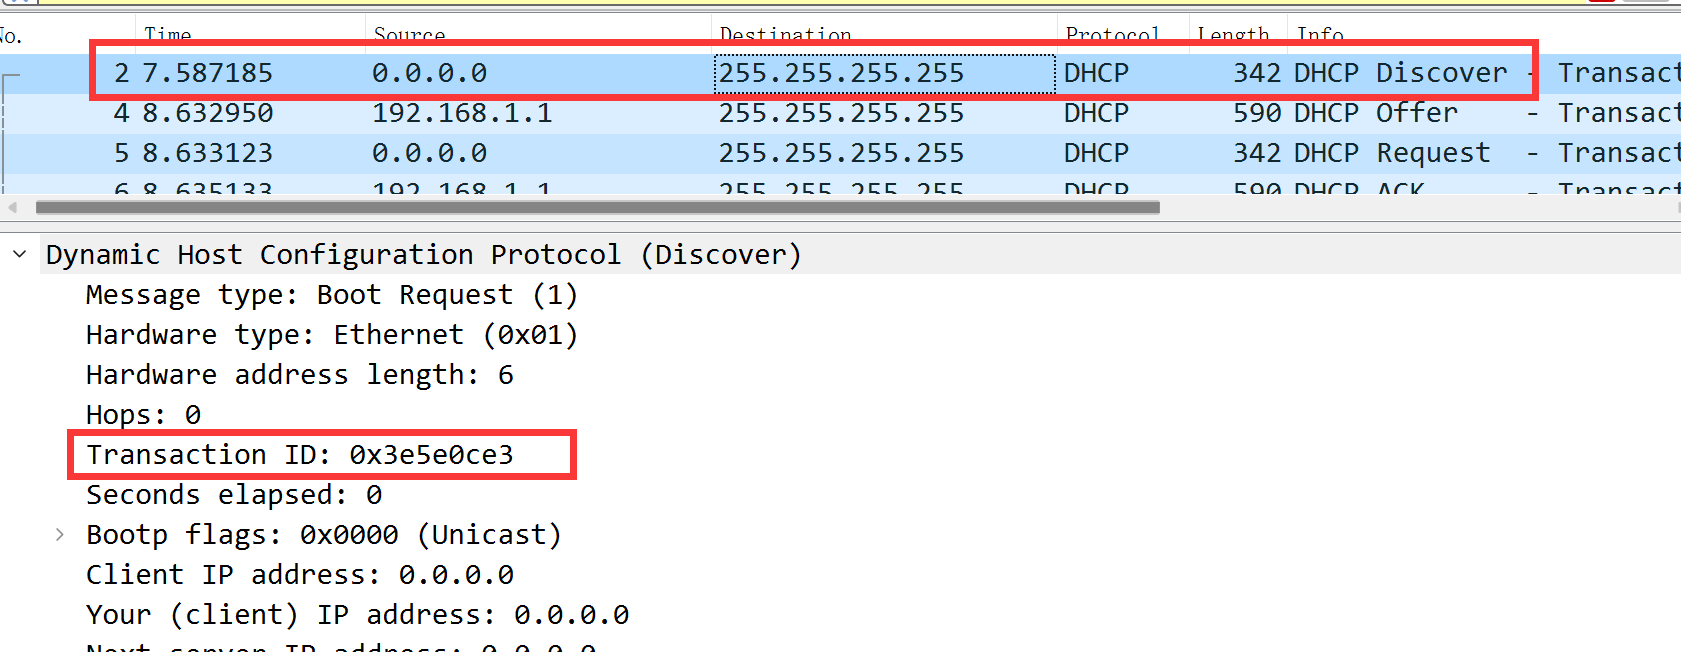 No. Time Source Destination Protocol Length Info
2 7.587185 0.0.0.0 255.255.255.255 DHCP 342 DHCP Discover - Transact
4 8.632950 192.168.1.1 255.255.255.255 DHCP 590 DHCP Offer - Transact
5 8.633123 0.0.0.0 255.255.255.255 DHCP 342 DHCP Request - Transact
6 8.635133 192.168.1.1 255.255.255.255 DHCP 590 DHCP ACK - Transact
Dynamic Host Configuration Protocol (Discover)
Message type: Boot Request (1)
Hardware type: Ethernet (0x01)
Hardware address length: 6
Hops: 0
Transaction ID: 0x3e5e0ce3
Seconds elapsed: 0
Bootp flags: 0x0000 (Unicast)
Client IP address: 0.0.0.0
Your (client) IP address: 0.0.0.0
Next server IP address: 0.0.0.0